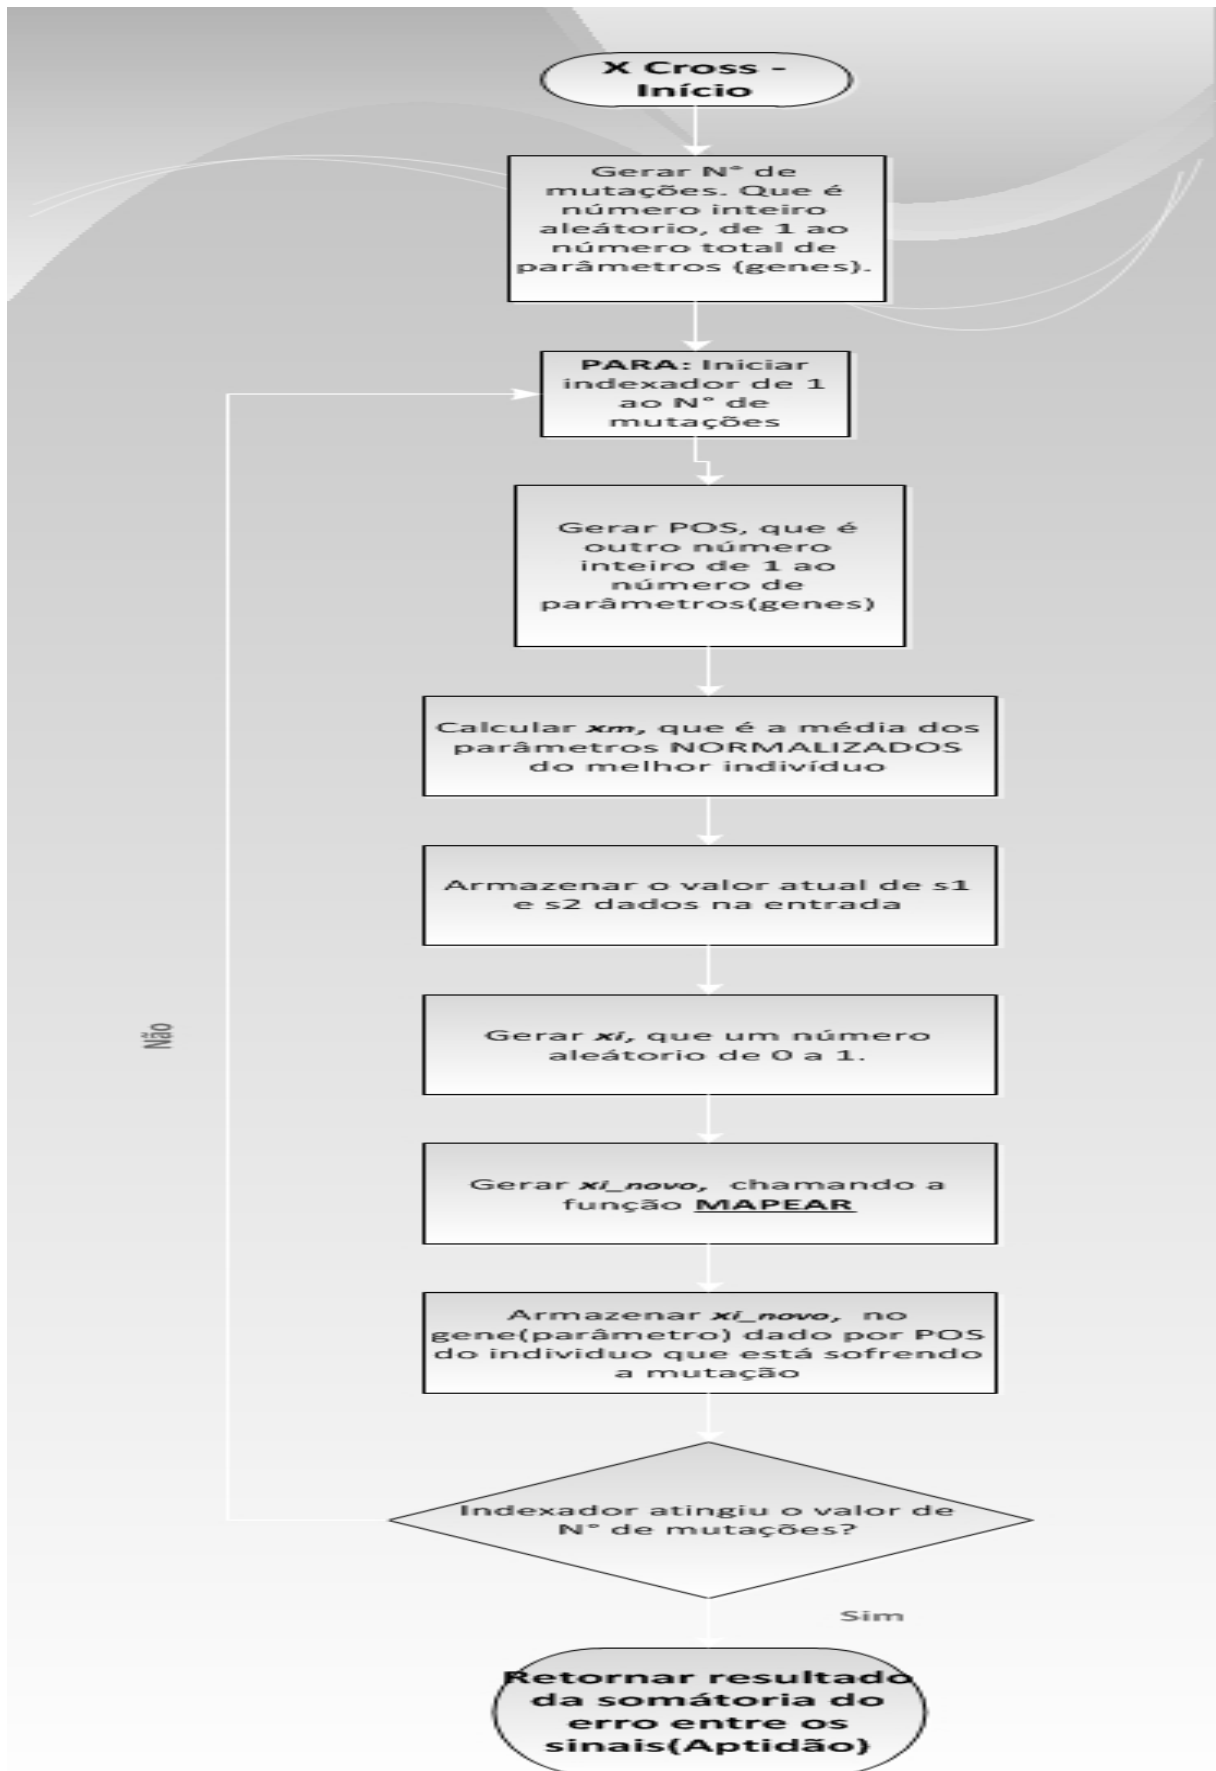 X Cross -
Início
Gerar N° de
mutações. Que é
número inteiro
aleátorio, de 1 ao
número total de
parâmetros (genes).
PARA: Iniciar
indexador de 1
ao N° de
mutações
Gerar POS, que é
outro número
inteiro de 1 ao
número de
parâmetros(genes)
Calcular xm, que é a média dos
parâmetros NORMALIZADOS
do melhor indivíduo
Armazenar o valor atual de s1
e s2 dados na entrada
Gerar xi, que um número
aleátorio de 0 a 1.
Gerar xi_novo, chamando a
função MAPEAR
Armazenar xi_novo, no
gene(parâmetro) dado por POS
do individuo que está sofrendo
a mutação
Indexador atingiu o valor de
N° de mutações?
Não
Sim
Retornar resultado
da somátoria do
erro entre os
sinais(Aptidão)